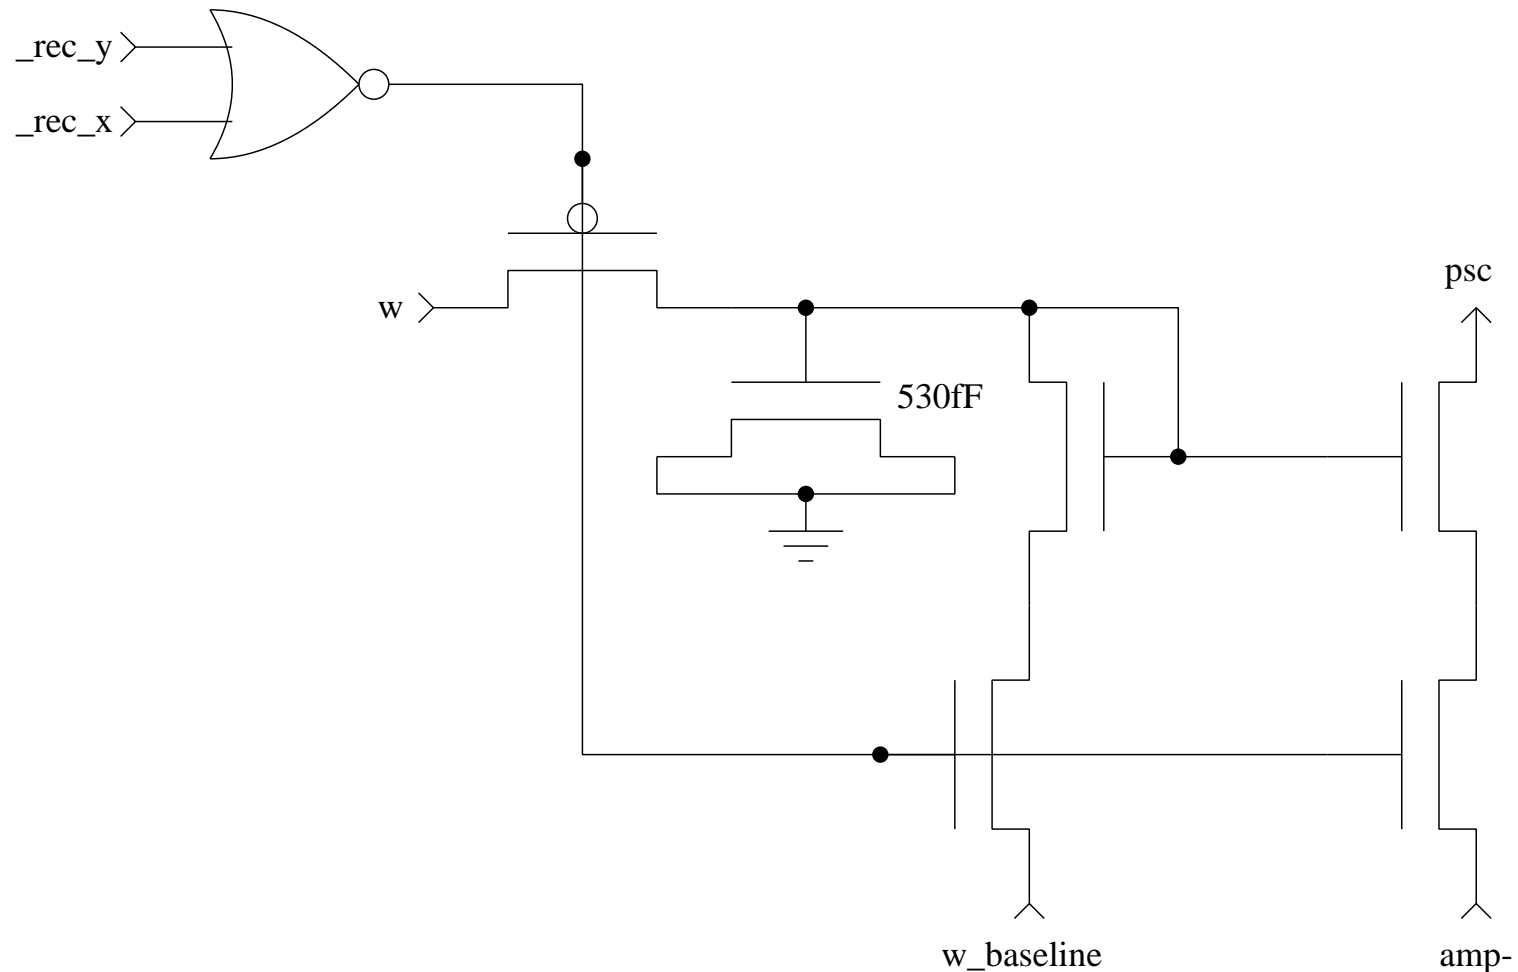 _rec_y
_rec_x
psc
w
530fF
w_baseline
amp-